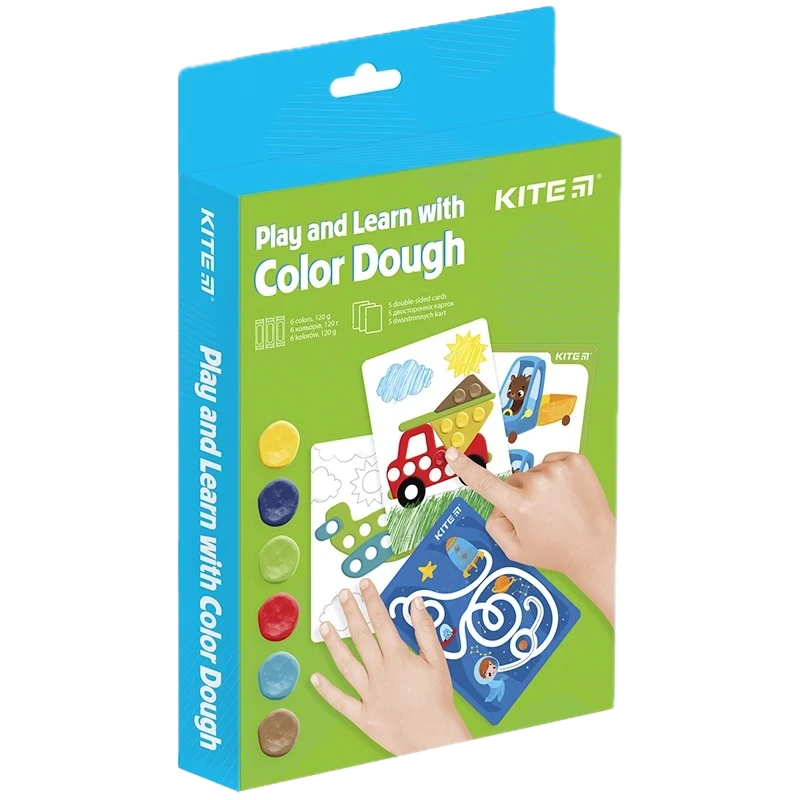 KITE
Play and Learn with
Color Dough
6 colors, 120 g
6 кольорів, 120 г
6 kolorów, 120 g
5 double-sided cards
5 двосторонніх карток
5 dwustronnych kart
KITE
KITE
KITE
Play and Learn with Color Dough